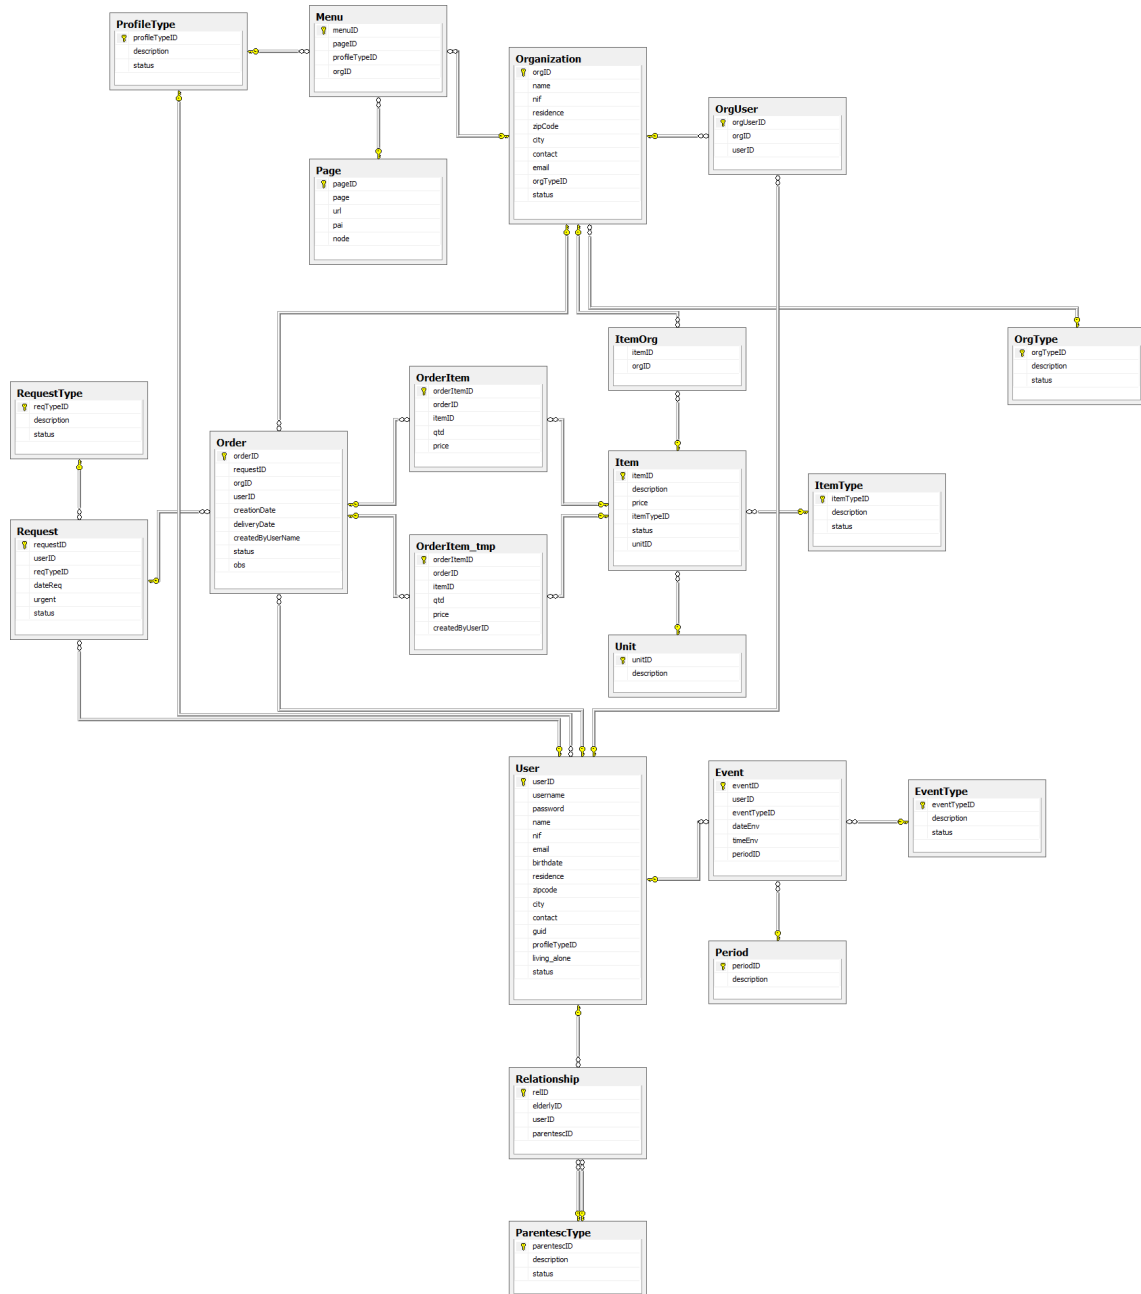 ProfileType
profileTypeID
description
status
Menu
menuID
pageID
profileTypeID
orgID
Organization
orgID
name
nif
residence
zipCode
city
contact
email
orgTypeID
status
OrgUser
orgUserID
orgID
userID
Page
pageID
page
url
pai
node
ItemOrg
itemID
orgID
OrgType
orgTypeID
description
status
RequestType
reqTypeID
description
status
OrderItem
orderItemID
orderID
itemID
qtd
price
Order
orderID
requestID
orgID
userID
creationDate
deliveryDate
createdByUserName
status
obs
Item
itemID
description
price
itemTypeID
status
unitID
ItemType
itemTypeID
description
status
Request
requestID
userID
reqTypeID
dateReq
urgent
status
OrderItem_tmp
orderItemID
orderID
itemID
qtd
price
createdByUserID
Unit
unitID
description
User
userID
username
password
name
nif
email
birthdate
residence
zipcode
city
contact
guid
profileTypeID
living_alone
status
Event
eventID
userID
eventTypeID
dateEnv
timeEnv
periodID
EventType
eventTypeID
description
status
Period
periodID
description
Relationship
relID
elderlyID
userID
parentescID
ParentescType
parentescID
description
status